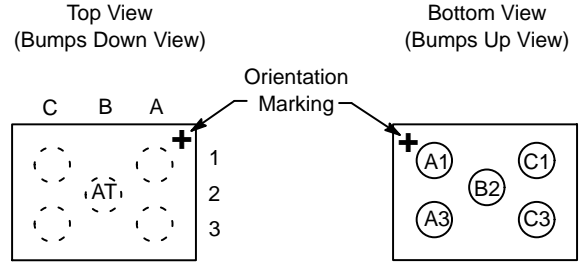 Top View
(Bumps Down View)
Bottom View
(Bumps Up View)
Orientation
Marking
C B A
1
AT 2
3
A1 C1
B2
A3 C3